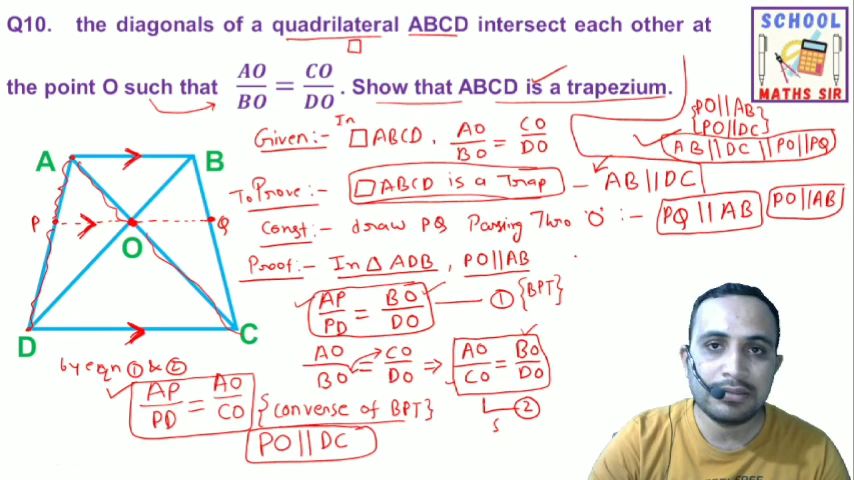 Q10. the diagonals of a quadrilateral ABCD intersect each other at
the point O such that AO/BO = CO/DO. Show that ABCD is a trapezium.
SCHOOL
MATHS SIR
Given:- In □ABCD, AO/BO = CO/DO
{PO||AB}
{PO||DC}
AB||DC||PO||PQ
To Prove:- □ABCD is a Trap – AB||DC
Const:- draw PQ Parsing Thro 'O' :- PQ||AB PO||AB
Proof:- In △ADB, PO||AB
AP/PD = BO/DO —— ① {BPT}
AO/BO = CO/DO ⇒ AO/CO = BO/DO
②
by eqn ① & ②
AP/PD = AO/CO {converse of BPT}
PO||DC
A
B
P
Q
O
D
C